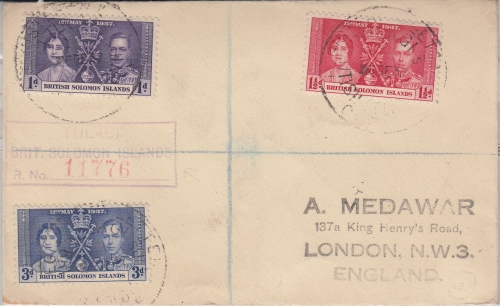 12TH MAY 1937.
1d 1d
BRITISH SOLOMON ISLANDS
12TH MAY 1937.
1½d 1½d
BRITISH SOLOMON ISLANDS
TULAGI
BRIT. SOLOMON ISLANDS
R. No. 11776
12TH MAY 1937.
3d 3d
BRITISH SOLOMON ISLANDS
A. MEDAWAR
137a King Henry's Road,
LONDON, N.W.3.
ENGLAND.